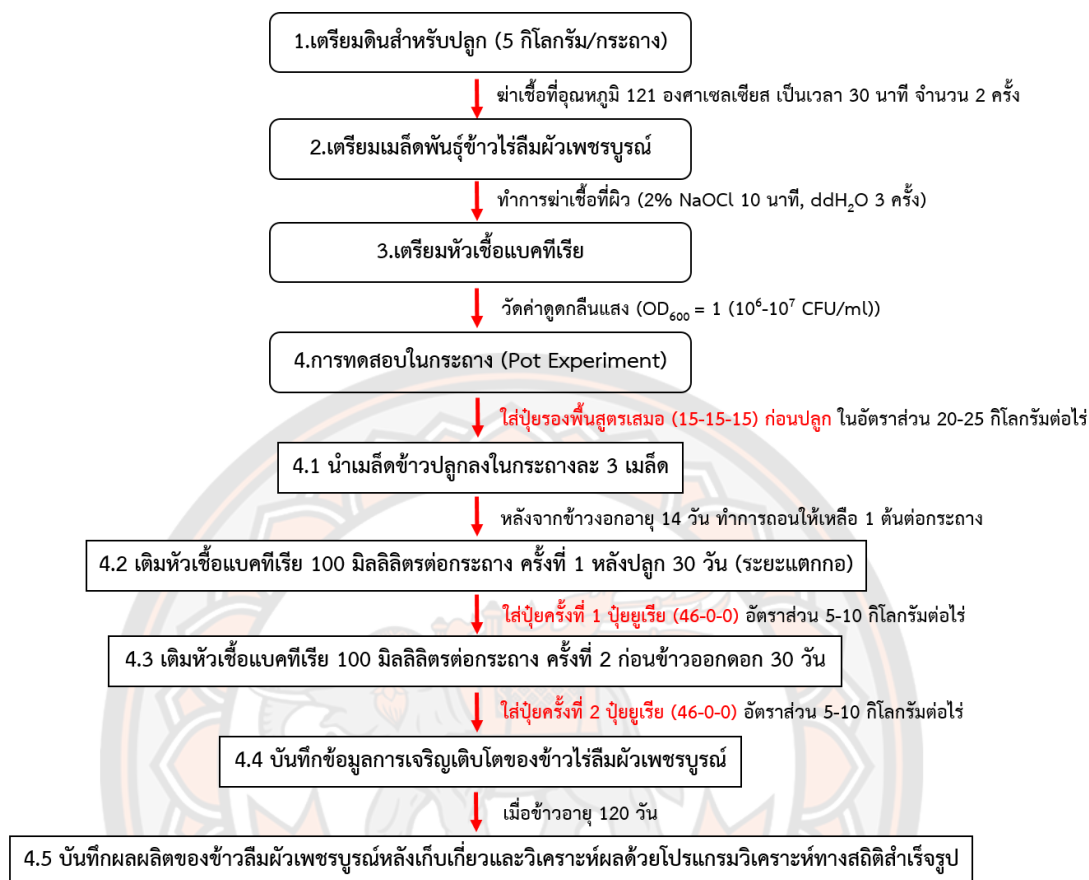 1.เตรียมดินสำหรับปลูก (5 กิโลกรัม/กระถาง)
ฆ่าเชื้อที่อุณหภูมิ 121 องศาเซลเซียส เป็นเวลา 30 นาที จำนวน 2 ครั้ง
2.เตรียมเมล็ดพันธุ์ข้าวไร่ลืมผัวเพชรบูรณ์
ทำการฆ่าเชื้อที่ผิว (2% NaOCl 10 นาที, ddH₂O 3 ครั้ง)
3.เตรียมหัวเชื้อแบคทีเรีย
วัดค่าดูดกลืนแสง (OD₆₀₀ = 1 (10⁶-10⁷ CFU/ml))
4.การทดสอบในกระถาง (Pot Experiment)
ใส่ปุ๋ยรองพื้นสูตรเสมอ (15-15-15) ก่อนปลูก ในอัตราส่วน 20-25 กิโลกรัมต่อไร่
4.1 นำเมล็ดข้าวปลูกลงในกระถางละ 3 เมล็ด
หลังจากข้าวงอกอายุ 14 วัน ทำการถอนให้เหลือ 1 ต้นต่อกระถาง
4.2 เติมหัวเชื้อแบคทีเรีย 100 มิลลิลิตรต่อกระถาง ครั้งที่ 1 หลังปลูก 30 วัน (ระยะแตกกอ)
ใส่ปุ๋ยครั้งที่ 1 ปุ๋ยยูเรีย (46-0-0) อัตราส่วน 5-10 กิโลกรัมต่อไร่
4.3 เติมหัวเชื้อแบคทีเรีย 100 มิลลิลิตรต่อกระถาง ครั้งที่ 2 ก่อนข้าวออกดอก 30 วัน
ใส่ปุ๋ยครั้งที่ 2 ปุ๋ยยูเรีย (46-0-0) อัตราส่วน 5-10 กิโลกรัมต่อไร่
4.4 บันทึกข้อมูลการเจริญเติบโตของข้าวไร่ลืมผัวเพชรบูรณ์
เมื่อข้าวอายุ 120 วัน
4.5 บันทึกผลผลิตของข้าวลืมผัวเพชรบูรณ์หลังเก็บเกี่ยวและวิเคราะห์ผลด้วยโปรแกรมวิเคราะห์ทางสถิติสำเร็จรูป